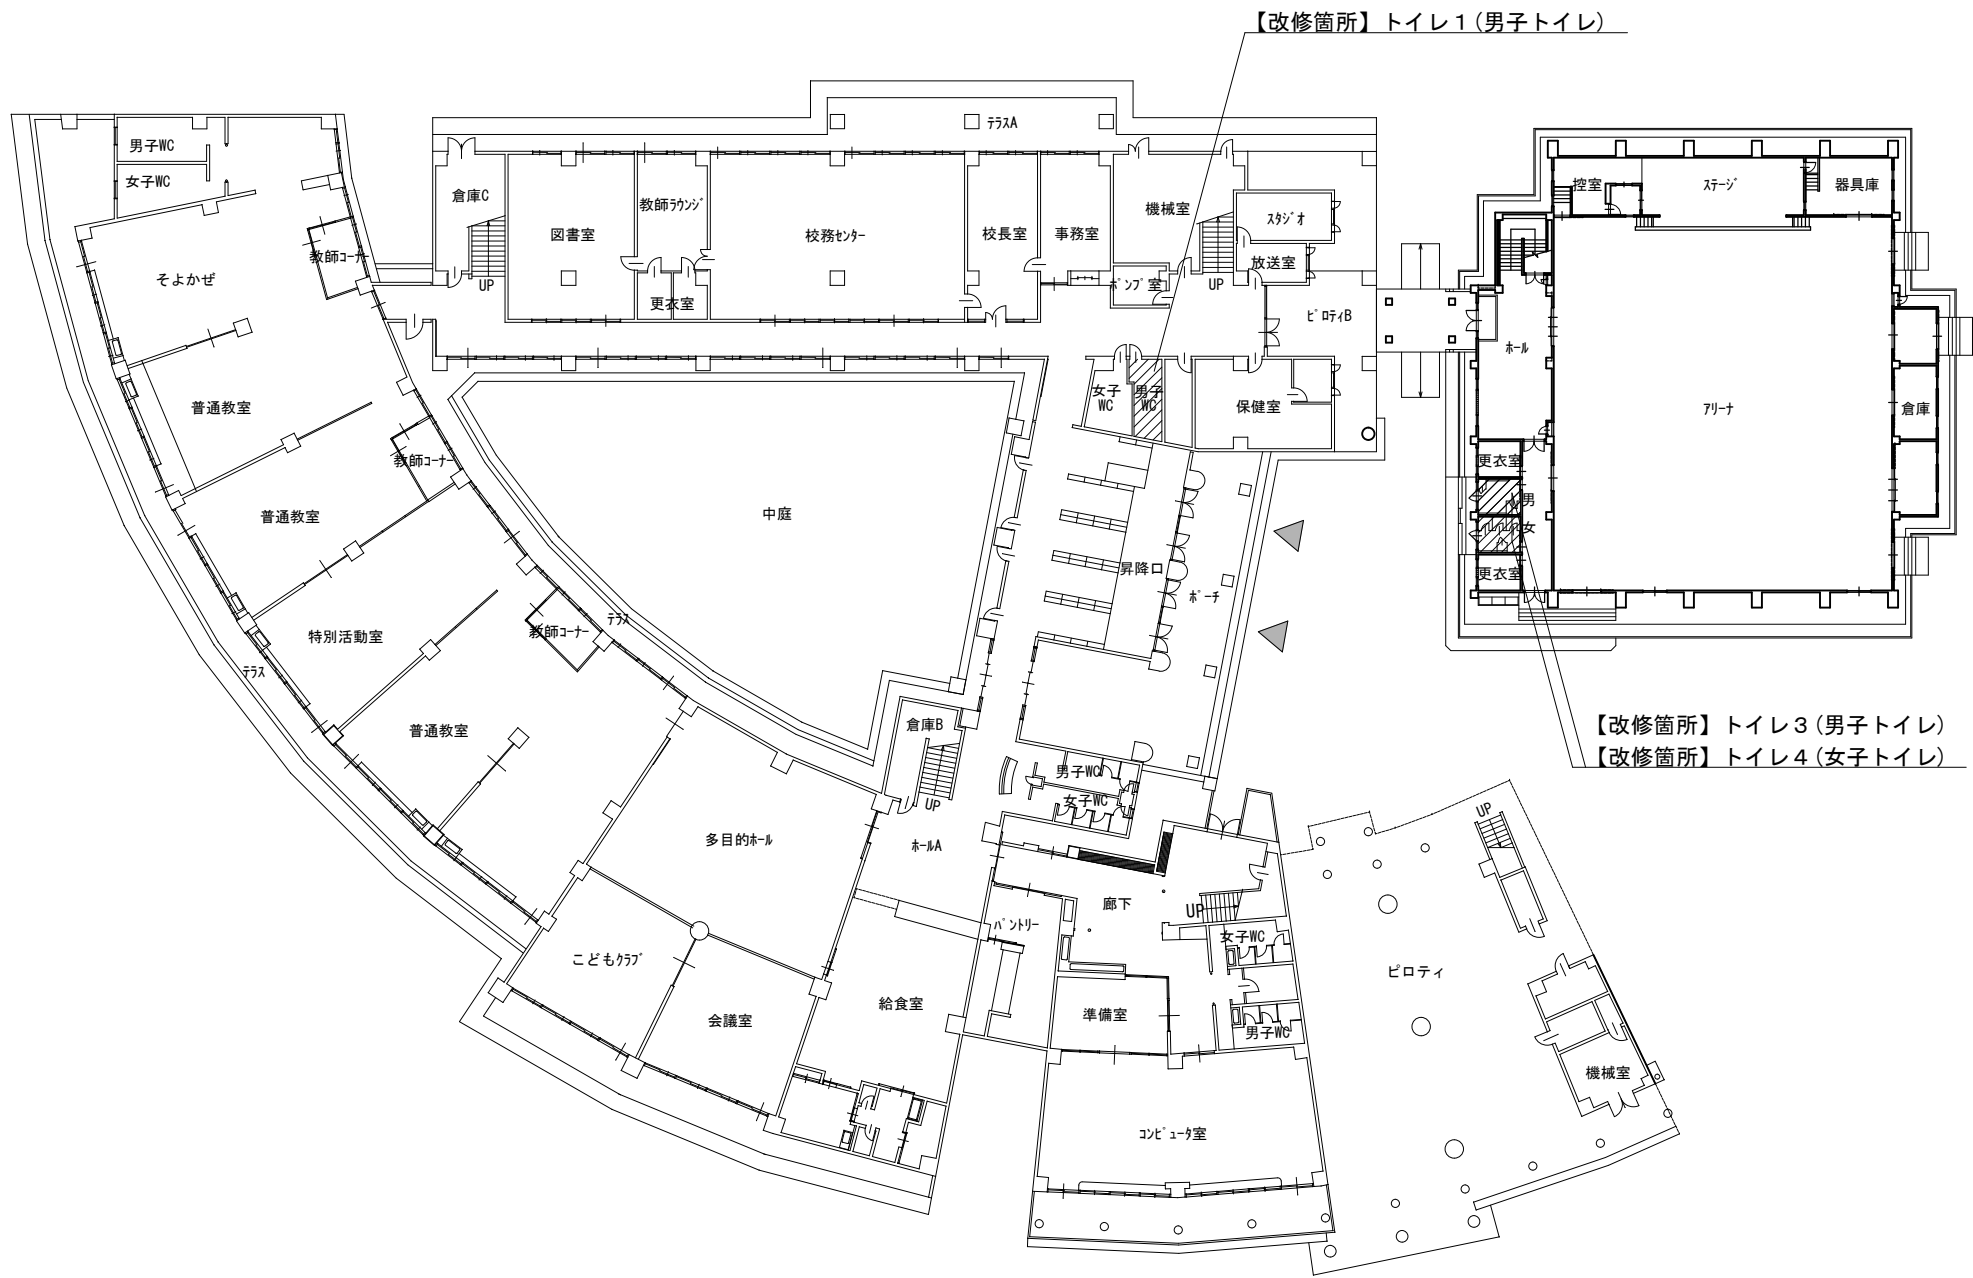 【改修箇所】トイレ１(男子トイレ)
テラスA
男子WC
女子WC
倉庫C
図書室
教師ラウンジ
校務センター
校長室
事務室
機械室
スタジオ
放送室
ポンプ室
更衣室
UP
UP
ピロティB
控室
ステージ
器具庫
教師コーナー
そよかぜ
ホール
アリーナ
倉庫
普通教室
女子
WC
男子
WC
保健室
教師コーナー
更衣室
男
女
更衣室
普通教室
中庭
昇降口
ポーチ
特別活動室
教師コーナー
テラス
テラス
普通教室
倉庫B
UP
【改修箇所】トイレ３(男子トイレ)
【改修箇所】トイレ４(女子トイレ)
男子WC
女子WC
多目的ホール
ホールA
UP
廊下
UP
パントリー
女子WC
こどもクラブ
ピロティ
会議室
給食室
準備室
男子WC
機械室
コンピュータ室